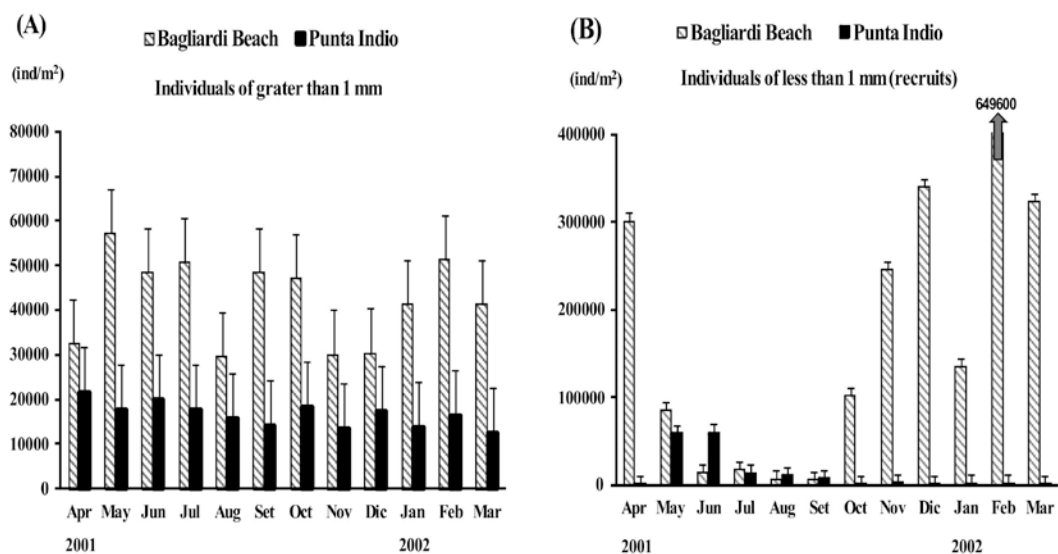 (A)
Bagliardi Beach Punta Indio
(ind/m²)
Individuals of grater than 1 mm
80000
70000
60000
50000
40000
30000
20000
10000
0
Apr May Jun Jul Aug Set Oct Nov Dic Jan Feb Mar
2001 2002
(B)
Bagliardi Beach Punta Indio
(ind/m²)
Individuals of less than 1 mm (recruits)
649600
400000
300000
200000
100000
0
Apr May Jun Jul Aug Set Oct Nov Dic Jan Feb Mar
2001 2002